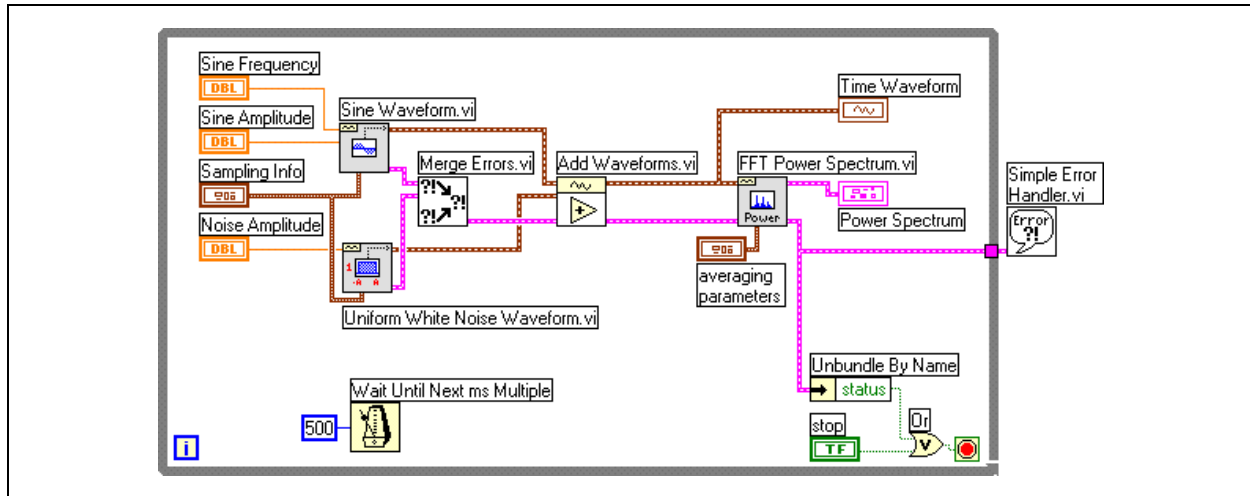 Sine Frequency
DBL
Sine Amplitude
DBL
Sampling Info
Noise Amplitude
DBL
Sine Waveform.vi
Merge Errors.vi
?!
?!
?!
Add Waveforms.vi
FFT Power Spectrum.vi
Power
Time Waveform
Power Spectrum
averaging
parameters
1
-A A
Uniform White Noise Waveform.vi
Simple Error
Handler.vi
Error
?!
Wait Until Next ms Multiple
500
i
Unbundle By Name
status
stop
TF
Or
V